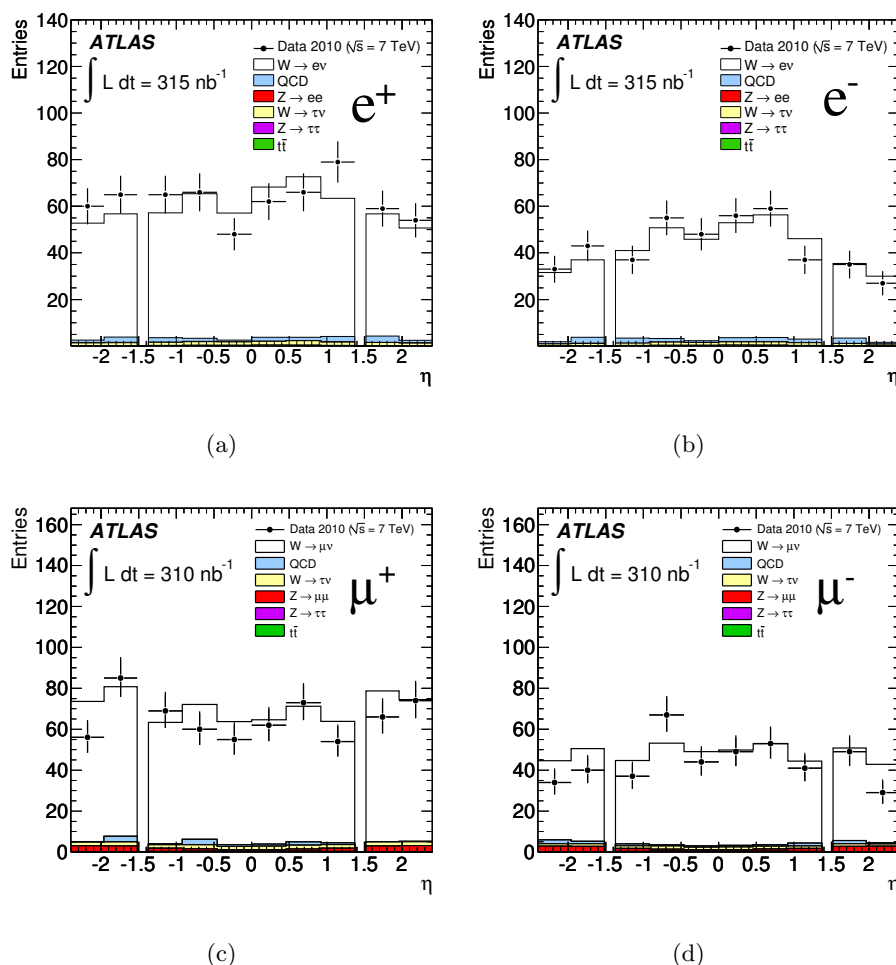 Entries
140
120
100
80
60
40
20
ATLAS
∫ L dt = 315 nb⁻¹
Data 2010 (√s = 7 TeV)
W → eν
QCD
Z → ee
W → τν
Z → ττ
tt̄
e⁺
-2 -1.5 -1 -0.5 0 0.5 1 1.5 2
η
(a)
Entries
140
120
100
80
60
40
20
ATLAS
∫ L dt = 315 nb⁻¹
Data 2010 (√s = 7 TeV)
W → eν
QCD
Z → ee
W → τν
Z → ττ
tt̄
e⁻
-2 -1.5 -1 -0.5 0 0.5 1 1.5 2
η
(b)
Entries
160
140
120
100
80
60
40
20
0
ATLAS
∫ L dt = 310 nb⁻¹
Data 2010 (√s = 7 TeV)
W → μν
QCD
W → τν
Z → μμ
Z → ττ
tt̄
μ⁺
-2 -1.5 -1 -0.5 0 0.5 1 1.5 2
η
(c)
Entries
160
140
120
100
80
60
40
20
0
ATLAS
∫ L dt = 310 nb⁻¹
Data 2010 (√s = 7 TeV)
W → μν
QCD
W → τν
Z → μμ
Z → ττ
tt̄
μ⁻
-2 -1.5 -1 -0.5 0 0.5 1 1.5 2
η
(d)